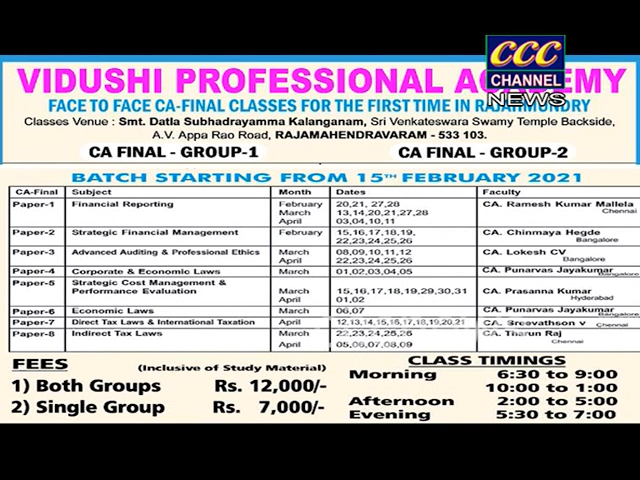 CCC
CHANNEL
NEWS
VIDUSHI PROFESSIONAL ACADEMY
FACE TO FACE CA-FINAL CLASSES FOR THE FIRST TIME IN RAJAHMUNDRY
Classes Venue : Smt. Datla Subhadrayamma Kalanganam, Sri Venkateswara Swamy Temple Backside,
A.V. Appa Rao Road, RAJAMAHENDRAVARAM - 533 103.
CA FINAL - GROUP-1 CA FINAL - GROUP-2
BATCH STARTING FROM 15TH FEBRUARY 2021
CA-Final Subject Month Dates Faculty
Paper-1 Financial Reporting February 20,21, 27,28 CA. Ramesh Kumar Mallela
March 13,14,20,21,27,28 Chennai
April 03,04,10,11
Paper-2 Strategic Financial Management February 15,16,17,18,19, CA. Chinmaya Hegde
22,23,24,25,26 Bangalore
Paper-3 Advanced Auditing & Professional Ethics March 08,09,10,11,12 CA. Lokesh CV
April 22,23,24,25,26 Bangalore
Paper-4 Corporate & Economic Laws March 01,02,03,04,05 CA. Punarvas Jayakumar
Bangalore
Paper-5 Strategic Cost Management &
Performance Evaluation March 15,16,17,18,19,29,30,31 CA. Prasanna Kumar
April 01,02 Hyderabad
Paper-6 Economic Laws March 06,07 CA. Punarvas Jayakumar
Bangalore
Paper-7 Direct Tax Laws & International Taxation April 12,13,14,15,16,17,18,19,20,21 CA. Sreevathson v
Chennai
Paper-8 Indirect Tax Laws March 22,23,24,25,26 CA. Tharun Raj
April 05,06,07,08,09 Chennai
FEES (Inclusive of Study Material)
1) Both Groups Rs. 12,000/-
2) Single Group Rs. 7,000/-
CLASS TIMINGS
Morning 6:30 to 9:00
10:00 to 1:00
Afternoon 2:00 to 5:00
Evening 5:30 to 7:00